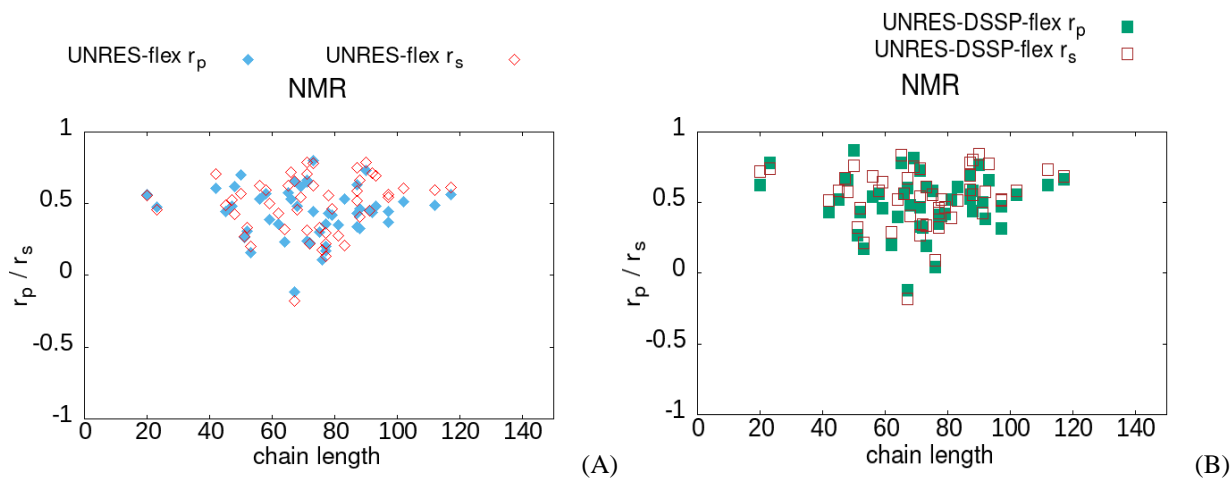 UNRES-flex r_p UNRES-flex r_s
NMR
1
0.5
0
-0.5
-1
r_p / r_s
0 20 40 60 80 100 120 140
chain length
(A)
UNRES-DSSP-flex r_p
UNRES-DSSP-flex r_s
NMR
1
0.5
0
-0.5
-1
r_p / r_s
0 20 40 60 80 100 120 140
chain length
(B)